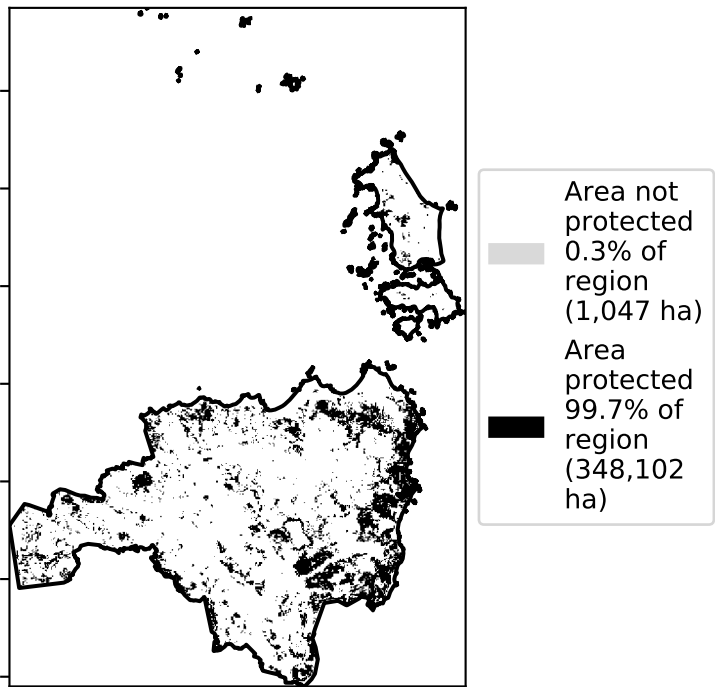 Area not
protected
0.3% of
region
(1,047 ha)
Area
protected
99.7% of
region
(348,102
ha)